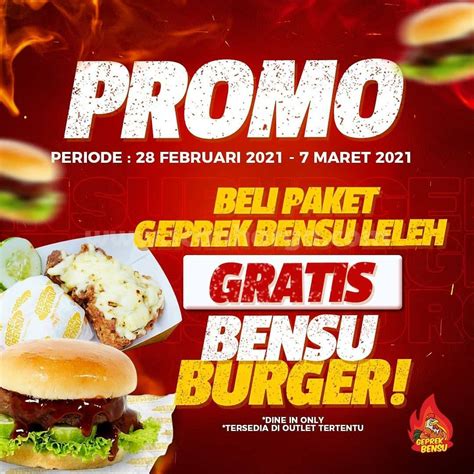 PROMO
PERIODE : 28 FEBRUARI 2021 - 7 MARET 2021
BELI PAKET
GEPREK BENSU LELEH
GRATIS
BENSU
BURGER!
*DINE IN ONLY
*TERSEDIA DI OUTLET TERTENTU
GEPREK
BENSU